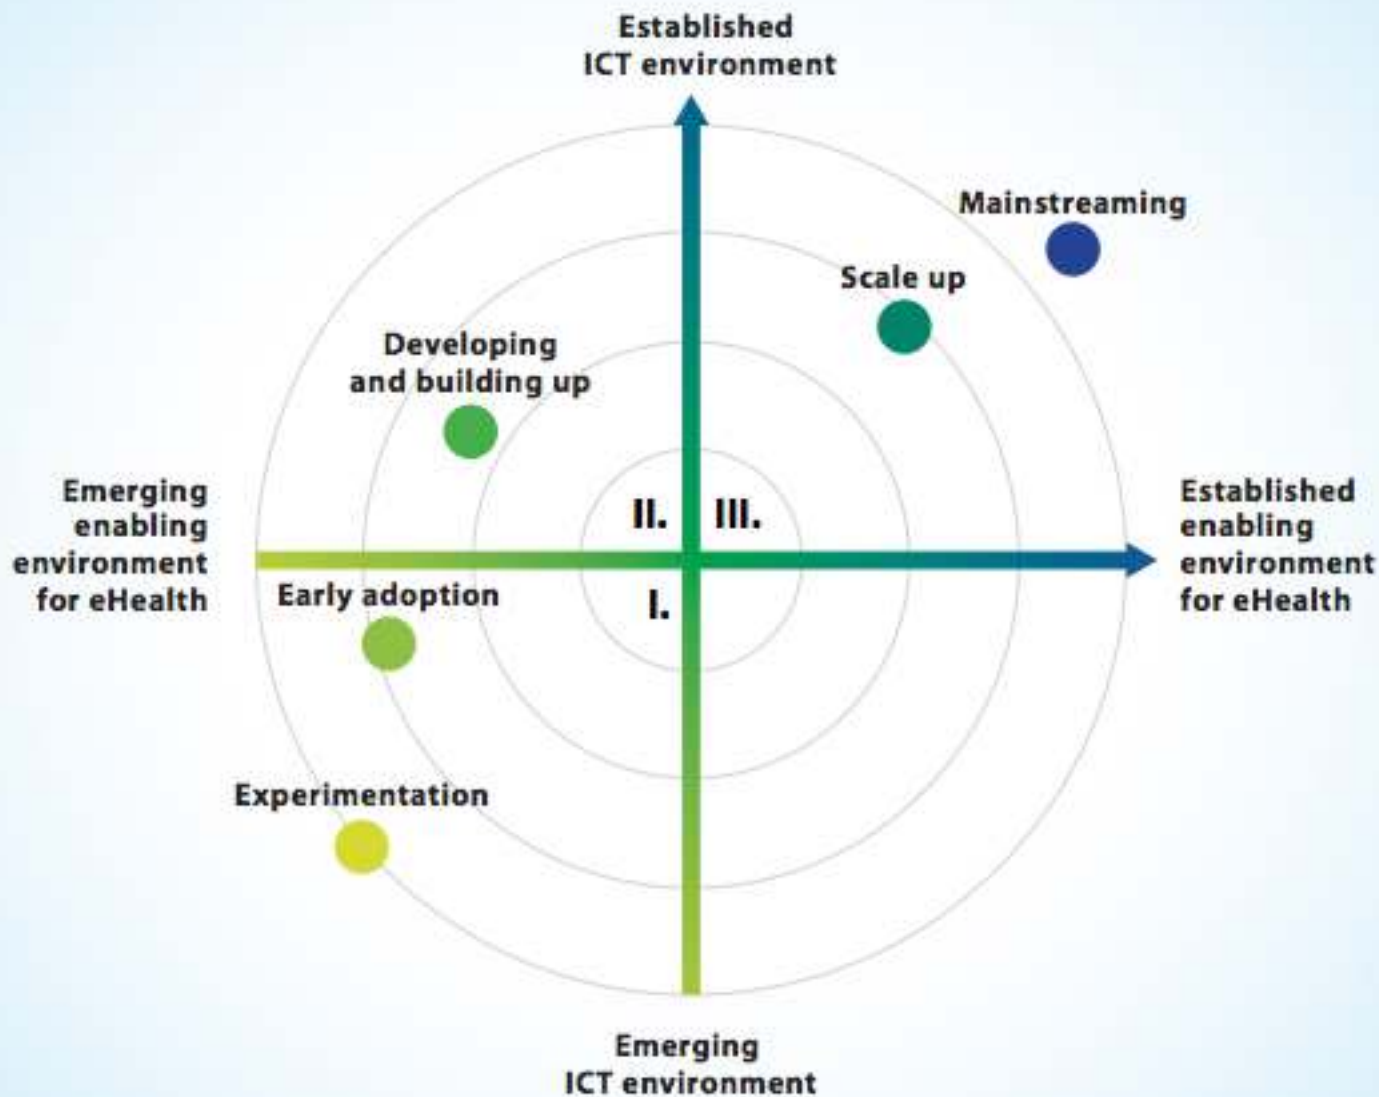 Established
ICT environment
Mainstreaming
Scale up
Developing
and building up
Emerging
enabling
environment
for eHealth
II.
III.
Established
enabling
environment
for eHealth
Early adoption
I.
Experimentation
Emerging
ICT environment